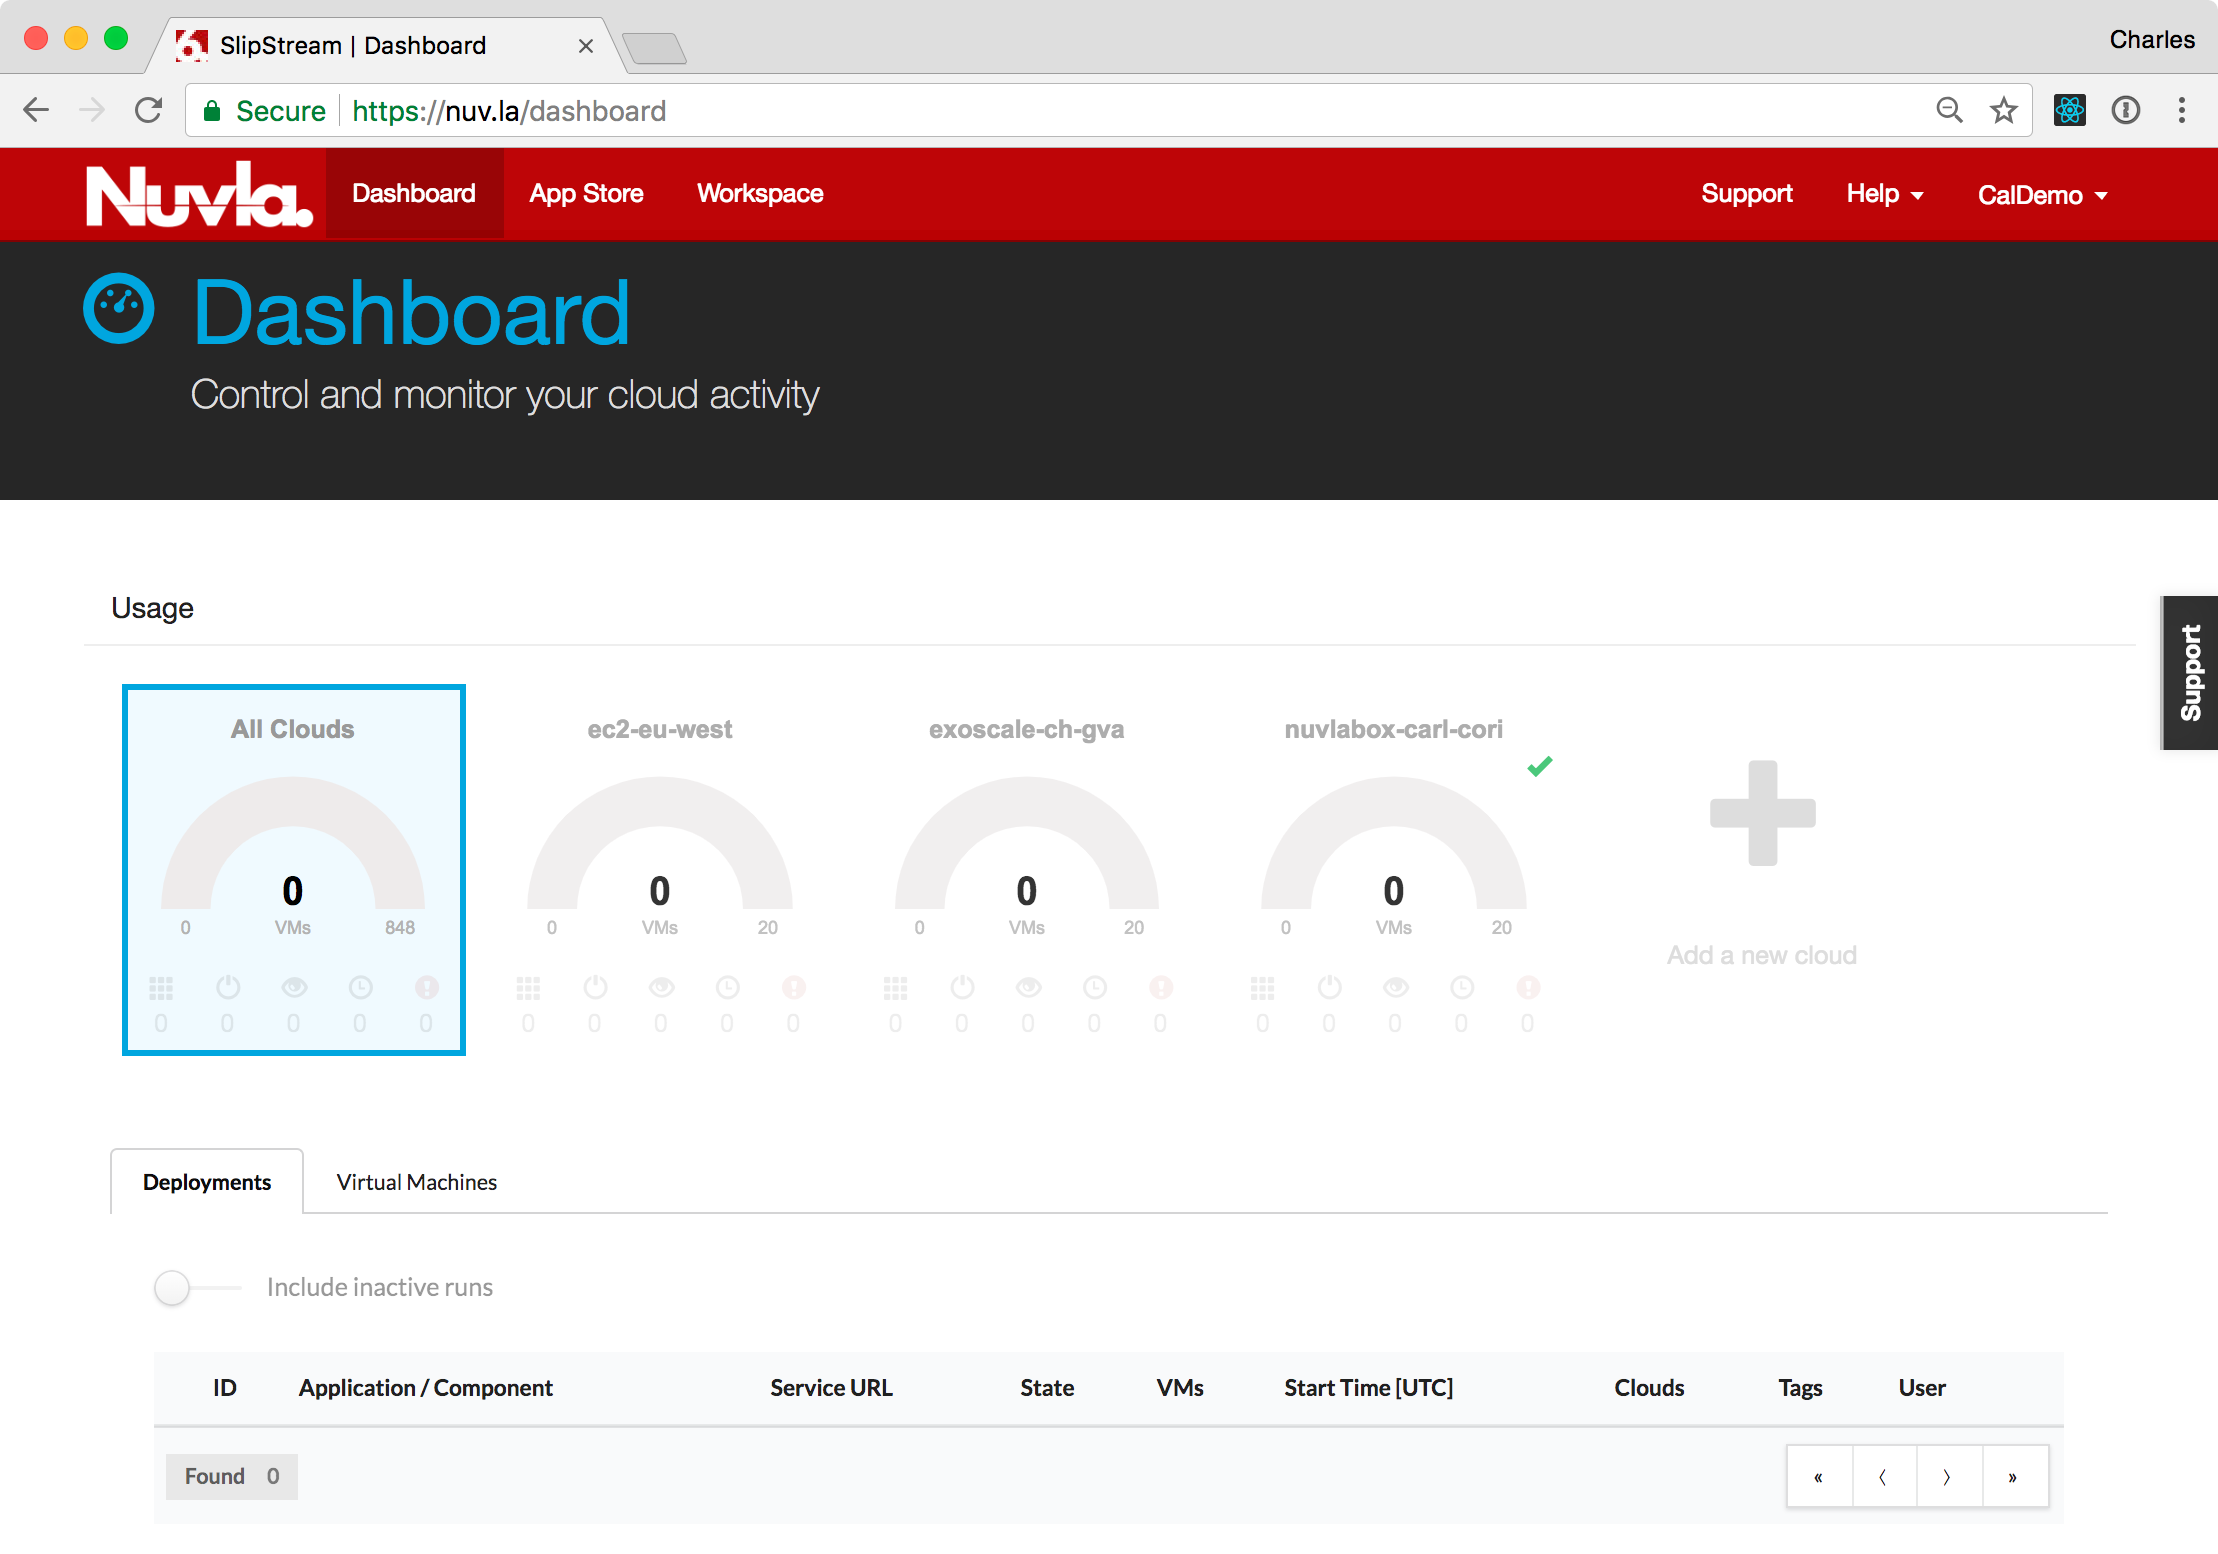 SlipStream | Dashboard
Charles
Secure https://nuv.la/dashboard
Nuvla. Dashboard App Store Workspace Support Help CalDemo
Dashboard
Control and monitor your cloud activity
Usage
Support
All Clouds ec2-eu-west exoscale-ch-gva nuvlabox-carl-cori
0 0 0 0
0 VMs 848 0 VMs 20 0 VMs 20 0 VMs 20
Add a new cloud
0 0 0 0 0 0 0 0 0 0 0 0 0 0 0 0 0 0 0 0
Deployments Virtual Machines
Include inactive runs
ID Application / Component Service URL State VMs Start Time [UTC] Clouds Tags User
Found 0 « 〈 〉 »